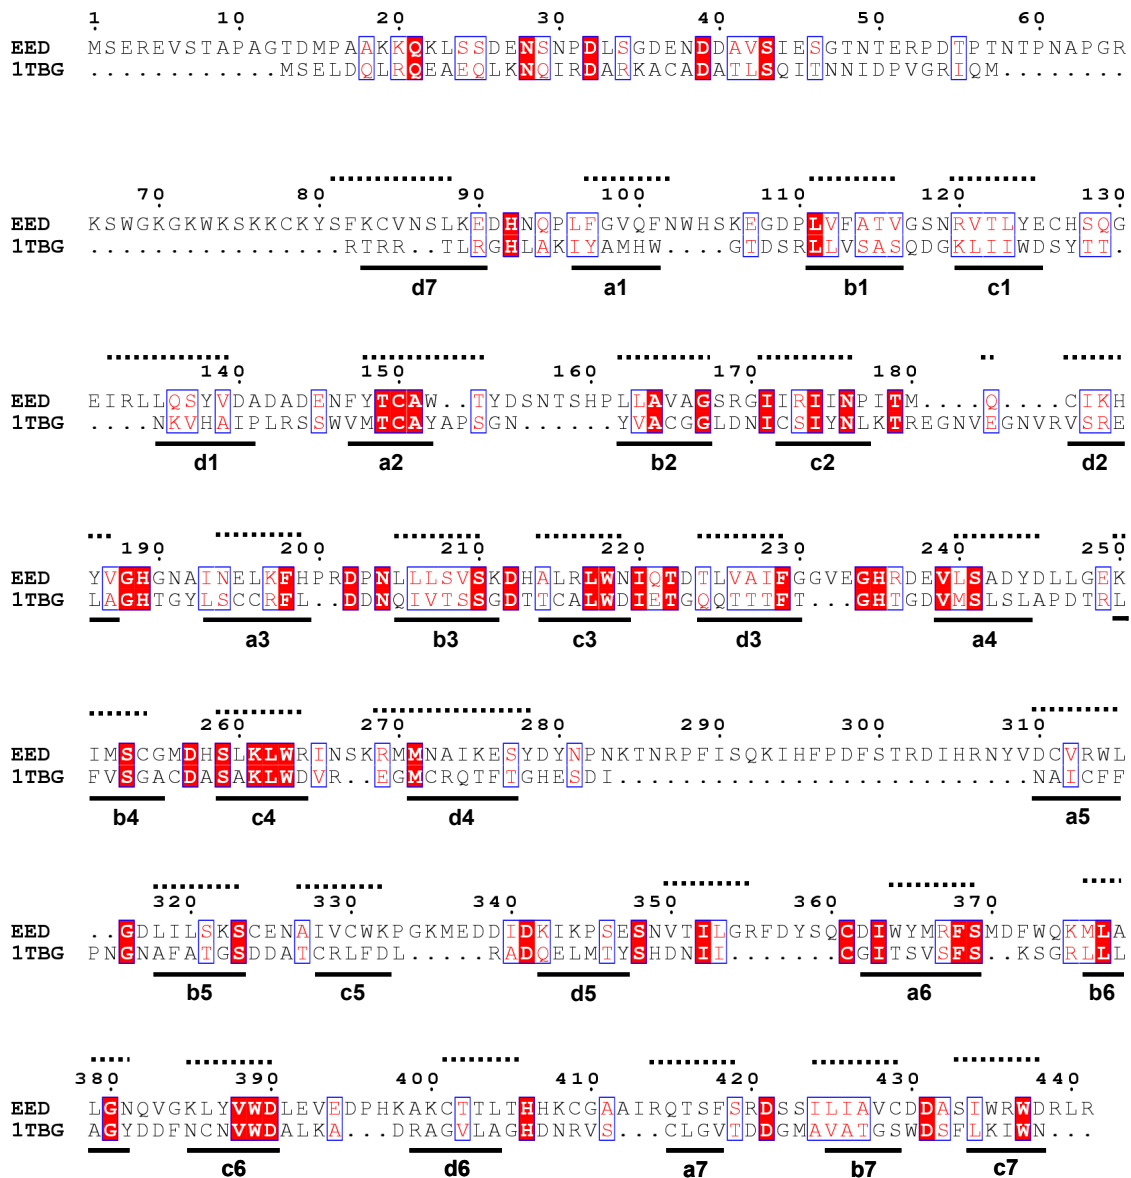 1 10 20 30 40 50 60
EED MSEREVSTAPAGTDMPAAKKQKLSSDENSNPDLSGDENDDAVSIESGTNTERPDTPTNTPNAPGR
1TBG ............MSELDQLRQEAEQLKNQIRDARKACADATLSQITNNIDPVGRIQM........
70 80 90 100 110 120 130
EED KSWGKGKWKSKKCKYSFKCVNSLKEDHNQPLFGVQFNWHSKEGDPLVFATVGSNRVTLYECHSQG
1TBG ................RTRR..TLRGHLAKIYAMHW....GTDSRLLVSASQDGKLIIWDSYTT.
d7 a1 b1 c1
140 150 160 170 180
EED EIRLLQSYVDADADENFYTCAW..TYDSNTSHPLLAVAGSRGIIRIINPITM....Q....CIKH
1TBG ....NKVHAIPLRSSWVMTCAYAPSGN......YVACGGLDNICSIYNLKTREGNVEGNVRVSRE
d1 a2 b2 c2 d2
190 200 210 220 230 240 250
EED YVGHGNAINELKFHPRDPNLLLSVSKDHALRLWNIQTDTLVAIFGGVEGHRDEVLSADYDLLGEK
1TBG LAGHTGYLSCCRFL..DDNQIVTSSGDTTCALWDIETGQQTTTFT...GHTGDVMSLSLAPDTRL
a3 b3 c3 d3 a4
260 270 280 290 300 310
EED IMSCGMDHSLKLWRINSKRMMNAIKESYDYNPNKTNRPFISQKIHFPDFSTRDIHRNYVDCVRWL
1TBG FVSGACDASAKLWDVR..EGMCRQTFTGHESDI..........................NAICFF
b4 c4 d4 a5
320 330 340 350 360 370
EED ..GDLILSKSCENAIVCWKPGKMEDDIDKIKPSESNVTILGRFDYSQCDIWYMRFSMDFWQKMLA
1TBG PNGNAFATGSDDATCRLFDL.....RADQELMTYSHDNII.......CGITSVSFS..KSGRLLL
b5 c5 d5 a6 b6
380 390 400 410 420 430 440
EED LGNQVGKLYVWDLEVEDPHKAKCTTLTHHKCGAAIRQTSFSRDSSILIAVCDDASIWRWDRLR
1TBG AGYDDFNCNVWDALKA...DRAGVLAGHDNRVS...CLGVTDDGMAVATGSWDSFLKIWN...
c6 d6 a7 b7 c7